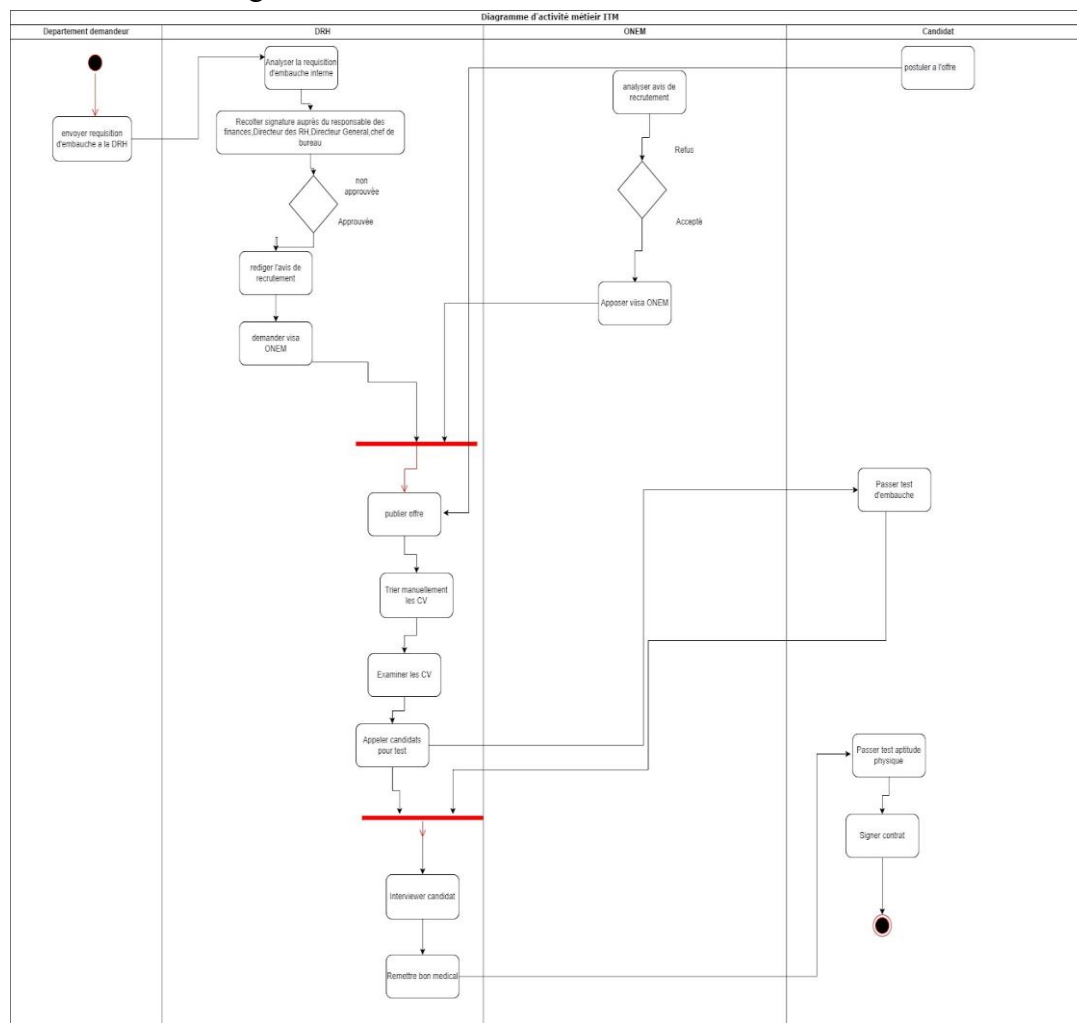 Diagramme d'activité métieir ITM
Departement demandeur
DRH
ONEM
Candidat
Analyser la requisition
d'embauche interne
postuler a l'offre
analyser avis de
recrutement
envoyer requisition
d'embauche a la DRH
Recolter signature auprès du responsable des
finances,Directeur des RH,Directeur General,chef de
bureau
Refus
non
approuvèe
Approuvèe
Acceptè
rediger l'avis de
recrutement
Apposer viisa ONEM
demander visa
ONEM
Passer test
d'embauche
publier offre
Trier manuellement
les CV
Examiner les CV
Appeler candidats
pour test
Passer test aptitude
physique
Signer contrat
Interviewer candidat
Remettre bon medical